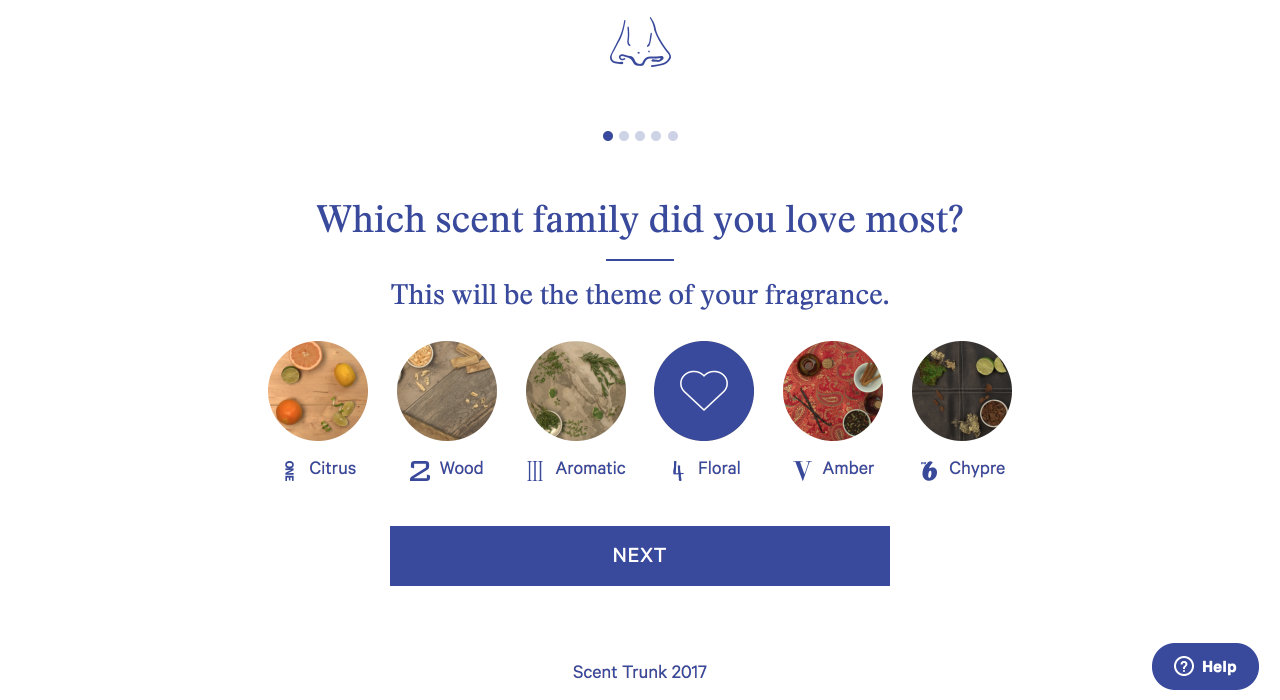 Which scent family did you love most?
This will be the theme of your fragrance.
ONE Citrus
2 Wood
III Aromatic
4 Floral
V Amber
6 Chypre
NEXT
Scent Trunk 2017
? Help